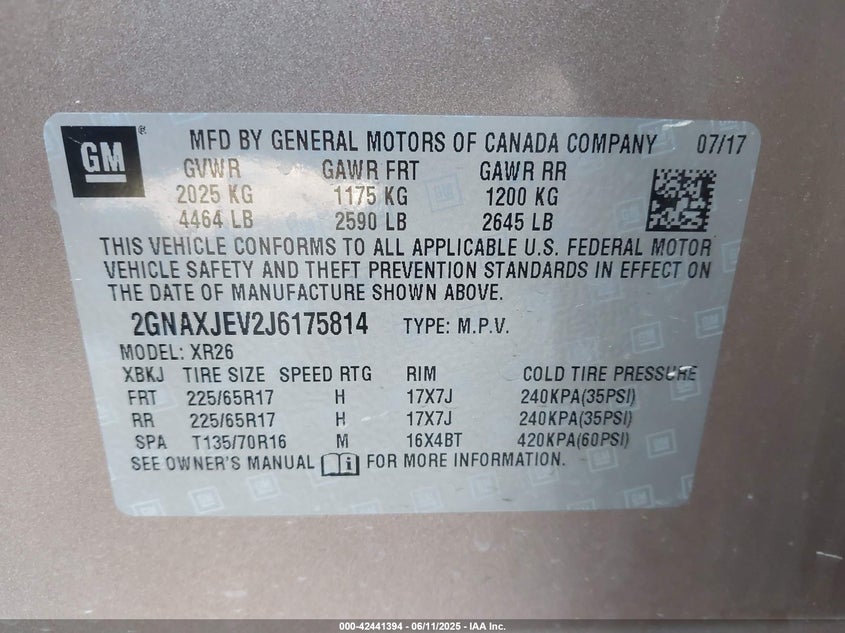 GM ® MFD BY GENERAL MOTORS OF CANADA COMPANY 07/17
GVWR GAWR FRT GAWR RR
2025 KG 1175 KG 1200 KG
4464 LB 2590 LB 2645 LB
THIS VEHICLE CONFORMS TO ALL APPLICABLE U.S. FEDERAL MOTOR
VEHICLE SAFETY AND THEFT PREVENTION STANDARDS IN EFFECT ON
THE DATE OF MANUFACTURE SHOWN ABOVE.
2GNAXJEV2J6175814 TYPE: M.P.V.
MODEL: XR26
XBKJ TIRE SIZE SPEED RTG RIM COLD TIRE PRESSURE
FRT 225/65R17 H 17X7J 240KPA(35PSI)
RR 225/65R17 H 17X7J 240KPA(35PSI)
SPA T135/70R16 M 16X4BT 420KPA(60PSI)
SEE OWNER'S MANUAL i FOR MORE INFORMATION.
000-42441394 - 06/11/2025 - IAA Inc.